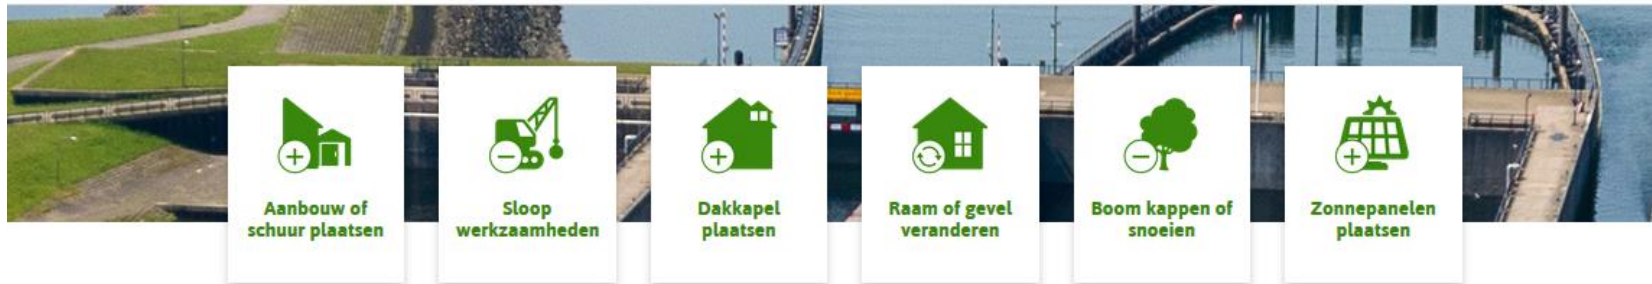 Aanbouw of
schuur plaatsen
Sloop
werkzaamheden
Dakkapel
plaatsen
Raam of gevel
veranderen
Boom kappen of
snoeien
Zonnepanelen
plaatsen